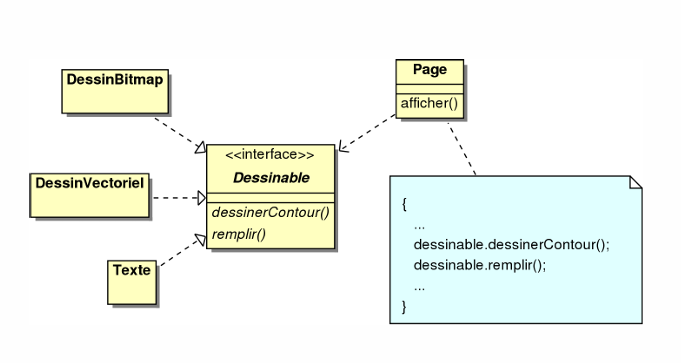 DessinBitmap
Page
afficher()
<<interface>>
Dessinable
dessinerContour()
remplir()
DessinVectoriel
Texte
{
...
dessinable.dessinerContour();
dessinable.remplir();
...
}